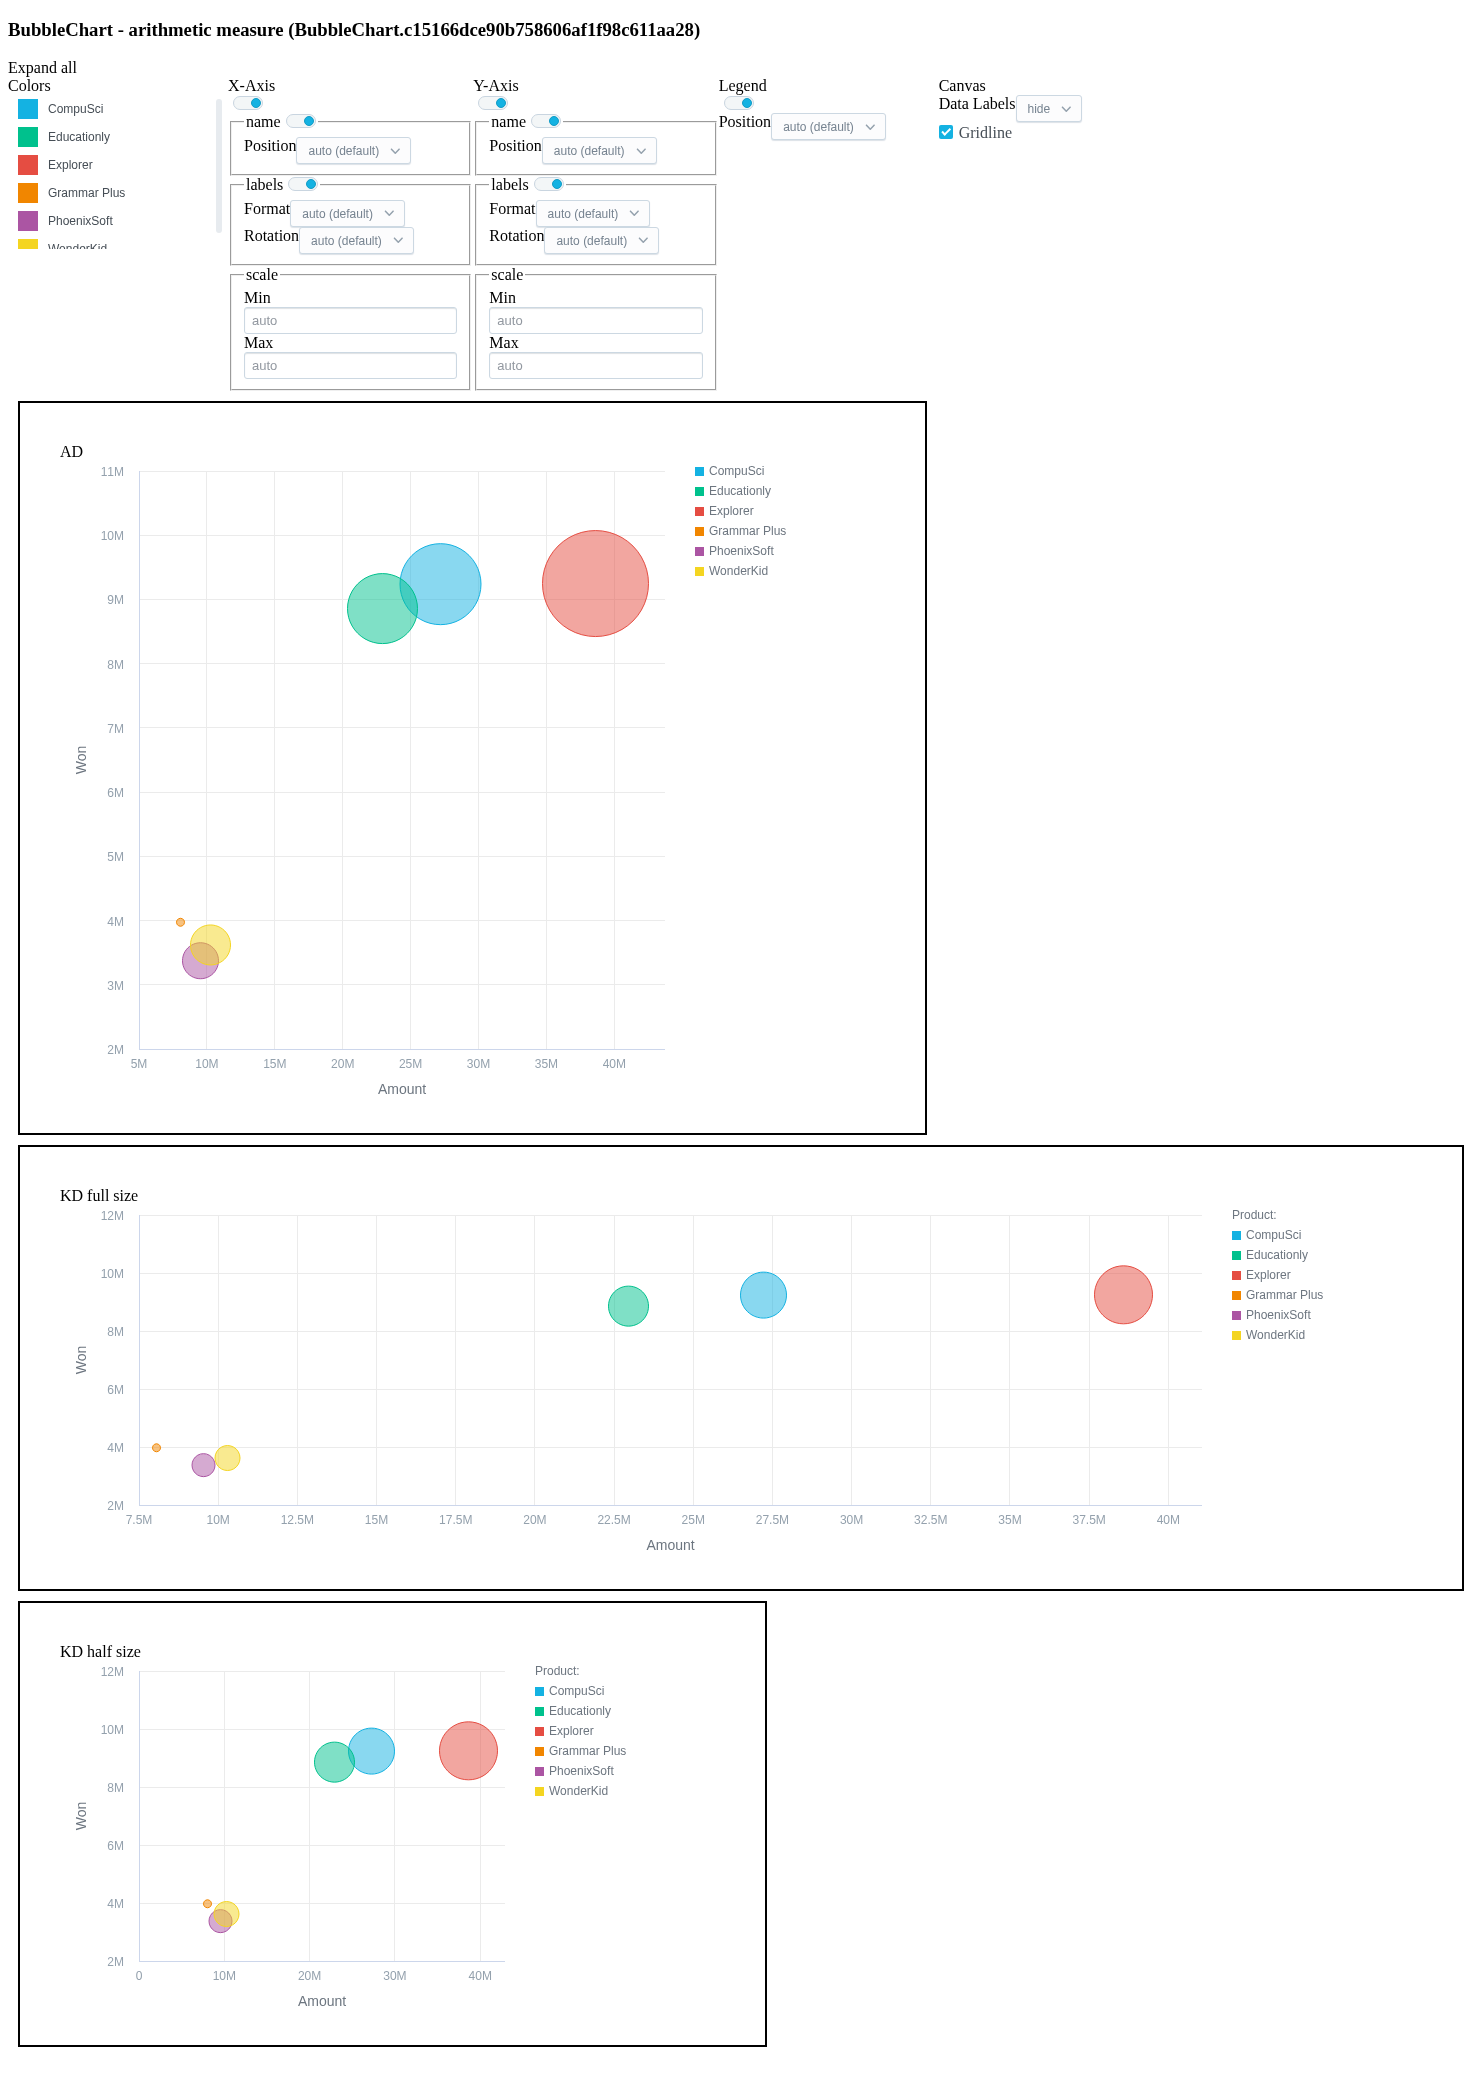 BubbleChart - arithmetic measure (BubbleChart.c15166dce90b758606af1f98c611aa28)
Expand all
Colors
CompuSci
Educationly
Explorer
Grammar Plus
PhoenixSoft
WonderKid
X-Axis
name
Position auto (default)
labels
Format auto (default)
Rotation auto (default)
scale
Min
auto
Max
auto
Y-Axis
name
Position auto (default)
labels
Format auto (default)
Rotation auto (default)
scale
Min
auto
Max
auto
Legend
Position auto (default)
Canvas
Data Labels hide
Gridline
AD
11M
10M
9M
8M
7M
6M
5M
4M
3M
2M
Won
5M 10M 15M 20M 25M 30M 35M 40M
Amount
CompuSci
Educationly
Explorer
Grammar Plus
PhoenixSoft
WonderKid
KD full size
12M
10M
8M
6M
4M
2M
Won
7.5M 10M 12.5M 15M 17.5M 20M 22.5M 25M 27.5M 30M 32.5M 35M 37.5M 40M
Amount
Product:
CompuSci
Educationly
Explorer
Grammar Plus
PhoenixSoft
WonderKid
KD half size
12M
10M
8M
6M
4M
2M
Won
0 10M 20M 30M 40M
Amount
Product:
CompuSci
Educationly
Explorer
Grammar Plus
PhoenixSoft
WonderKid